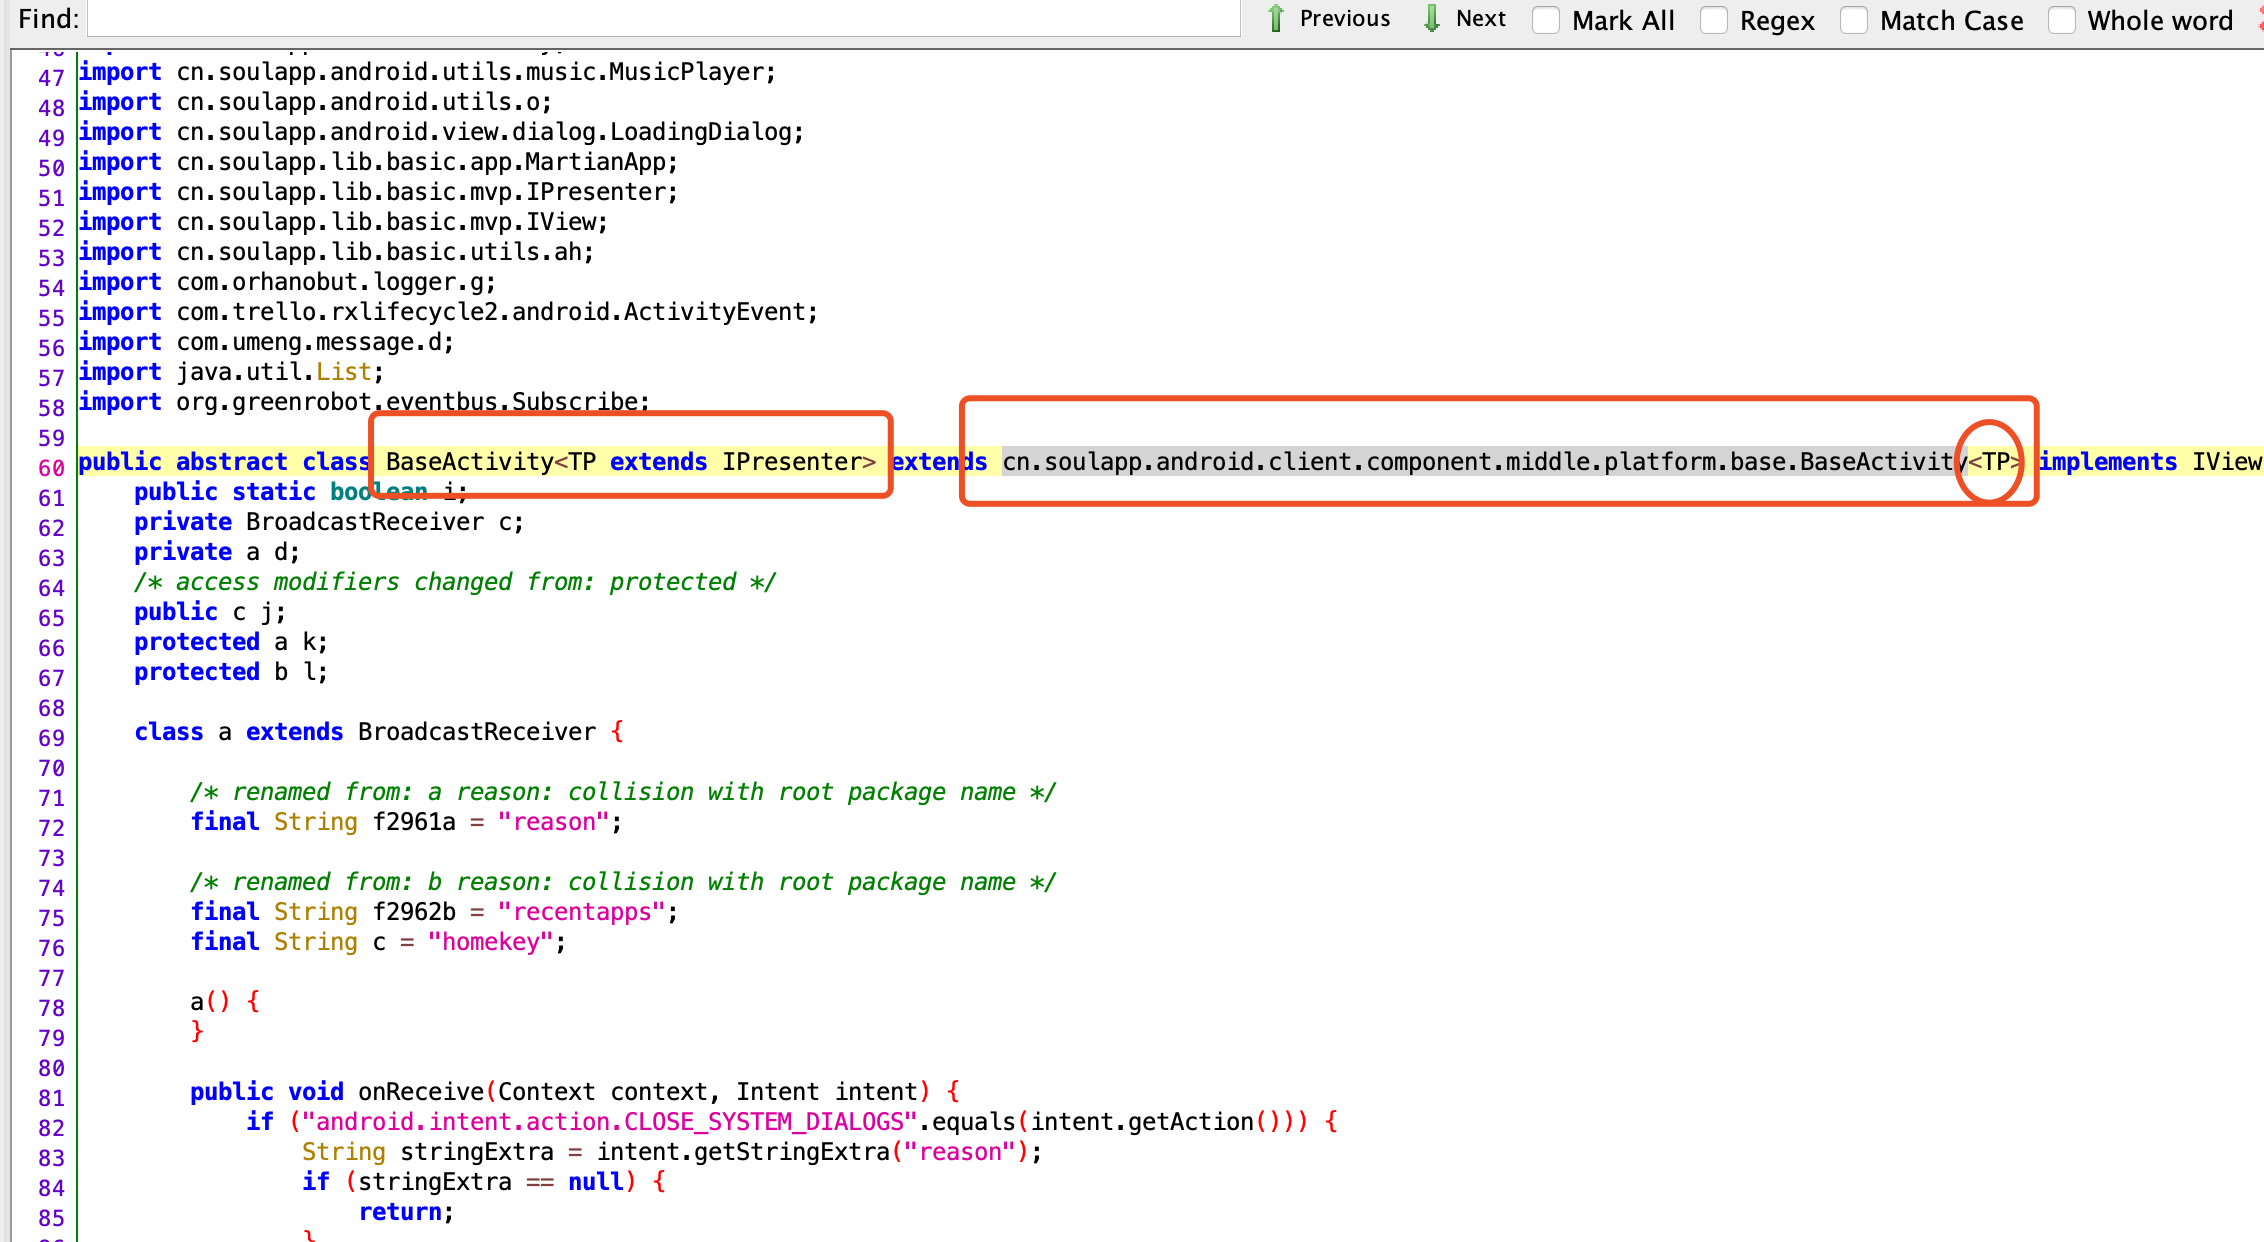 Find: Previous Next Mark All Regex Match Case Whole word
47 import cn.soulapp.android.utils.music.MusicPlayer;
48 import cn.soulapp.android.utils.o;
49 import cn.soulapp.android.view.dialog.LoadingDialog;
50 import cn.soulapp.lib.basic.app.MartianApp;
51 import cn.soulapp.lib.basic.mvp.IPresenter;
52 import cn.soulapp.lib.basic.mvp.IView;
53 import cn.soulapp.lib.basic.utils.ah;
54 import com.orhanobut.logger.g;
55 import com.trello.rxlifecycle2.android.ActivityEvent;
56 import com.umeng.message.d;
57 import java.util.List;
58 import org.greenrobot.eventbus.Subscribe;
59
60 public abstract class BaseActivity<TP extends IPresenter> extends cn.soulapp.android.client.component.middle.platform.base.BaseActivity<TP> implements IView
61 public static boolean i;
62 private BroadcastReceiver c;
63 private a d;
64 /* access modifiers changed from: protected */
65 public c j;
66 protected a k;
67 protected b l;
68
69 class a extends BroadcastReceiver {
70
71 /* renamed from: a reason: collision with root package name */
72 final String f2961a = "reason";
73
74 /* renamed from: b reason: collision with root package name */
75 final String f2962b = "recentapps";
76 final String c = "homekey";
77
78 a() {
79 }
80
81 public void onReceive(Context context, Intent intent) {
82 if ("android.intent.action.CLOSE_SYSTEM_DIALOGS".equals(intent.getAction())) {
83 String stringExtra = intent.getStringExtra("reason");
84 if (stringExtra == null) {
85 return;